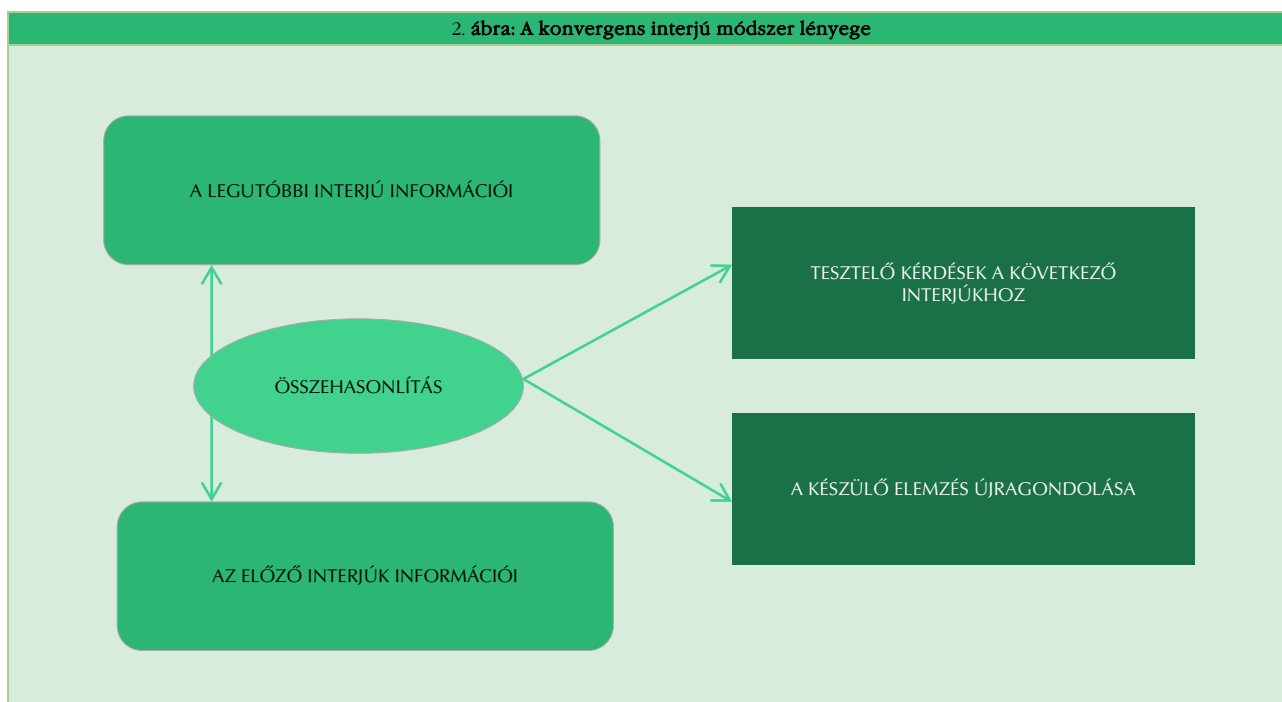 2. ábra: A konvergens interjú módszer lényege
A LEGUTÓBBI INTERJÚ INFORMÁCIÓI
TESZTELŐ KÉRDÉSEK A KÖVETKEZŐ
INTERJÚKHOZ
ÖSSZEHASONLÍTÁS
A KÉSZÜLŐ ELEMZÉS ÚJRAGONDOLÁSA
AZ ELŐZŐ INTERJÚK INFORMÁCIÓI